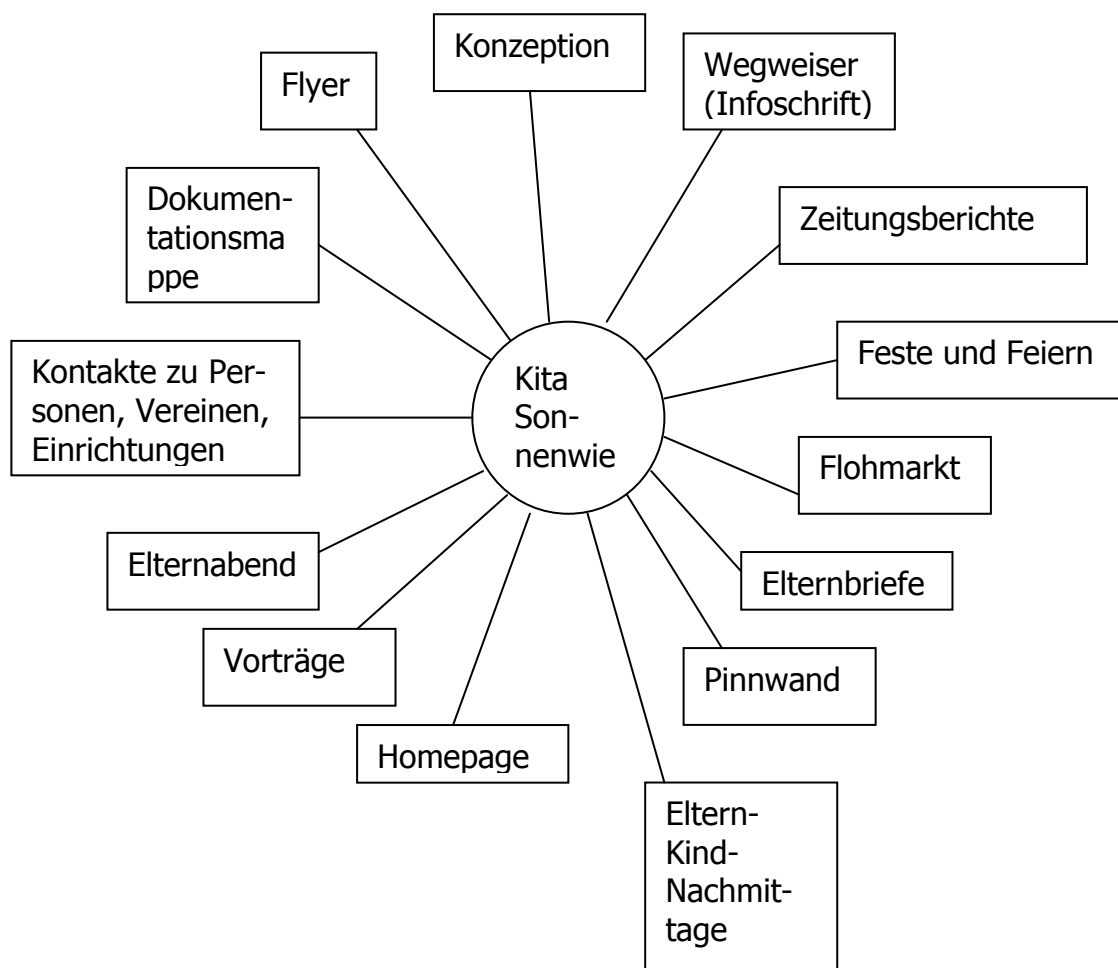 Konzeption
Wegweiser
(Infoschrift)
Flyer
Dokumen-
tationsma
ppe
Zeitungsberichte
Kontakte zu Per-
sonen, Vereinen,
Einrichtungen
Kita
Son-
nenwie
Feste und Feiern
Flohmarkt
Elternabend
Elternbriefe
Vorträge
Pinnwand
Homepage
Eltern-
Kind-
Nachmit-
tage